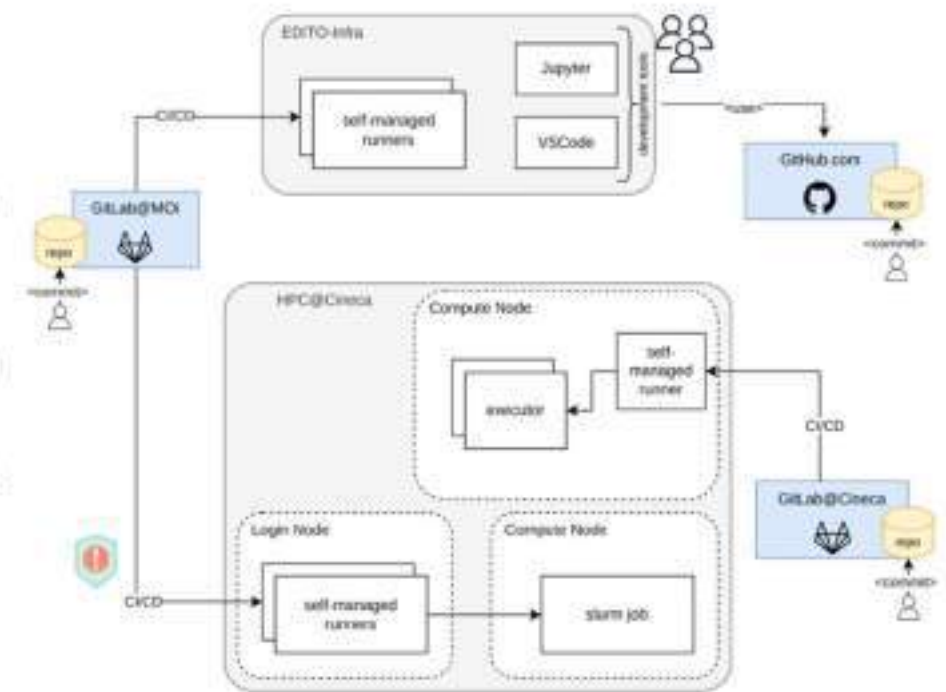 EDITO-Infra
Jupyter
VSCode
development tools
self-managed
runners
CI/CD
GitLab@MOi
repo
<commit>
GitHub.com
repo
<commit>
HPC@Cineca
Compute Node
self-
managed
runner
executor
CI/CD
GitLab@Cineca
repo
<commit>
Login Node
self-managed
runners
CI/CD
Compute Node
slurm job